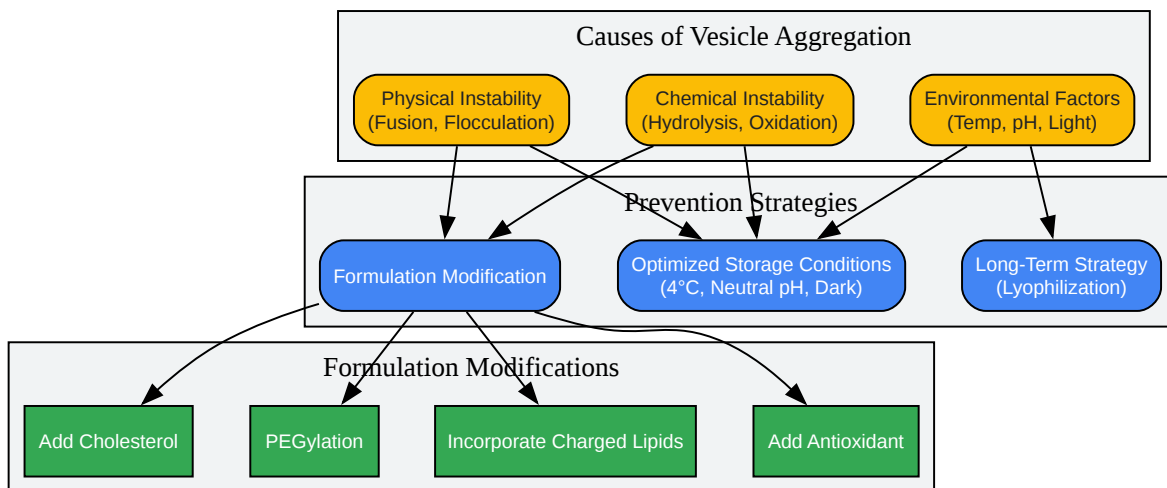 Causes of Vesicle Aggregation
Physical Instability
(Fusion, Flocculation)
Chemical Instability
(Hydrolysis, Oxidation)
Environmental Factors
(Temp, pH, Light)
Prevention Strategies
Formulation Modification
Optimized Storage Conditions
(4°C, Neutral pH, Dark)
Long-Term Strategy
(Lyophilization)
Formulation Modifications
Add Cholesterol
PEGylation
Incorporate Charged Lipids
Add Antioxidant